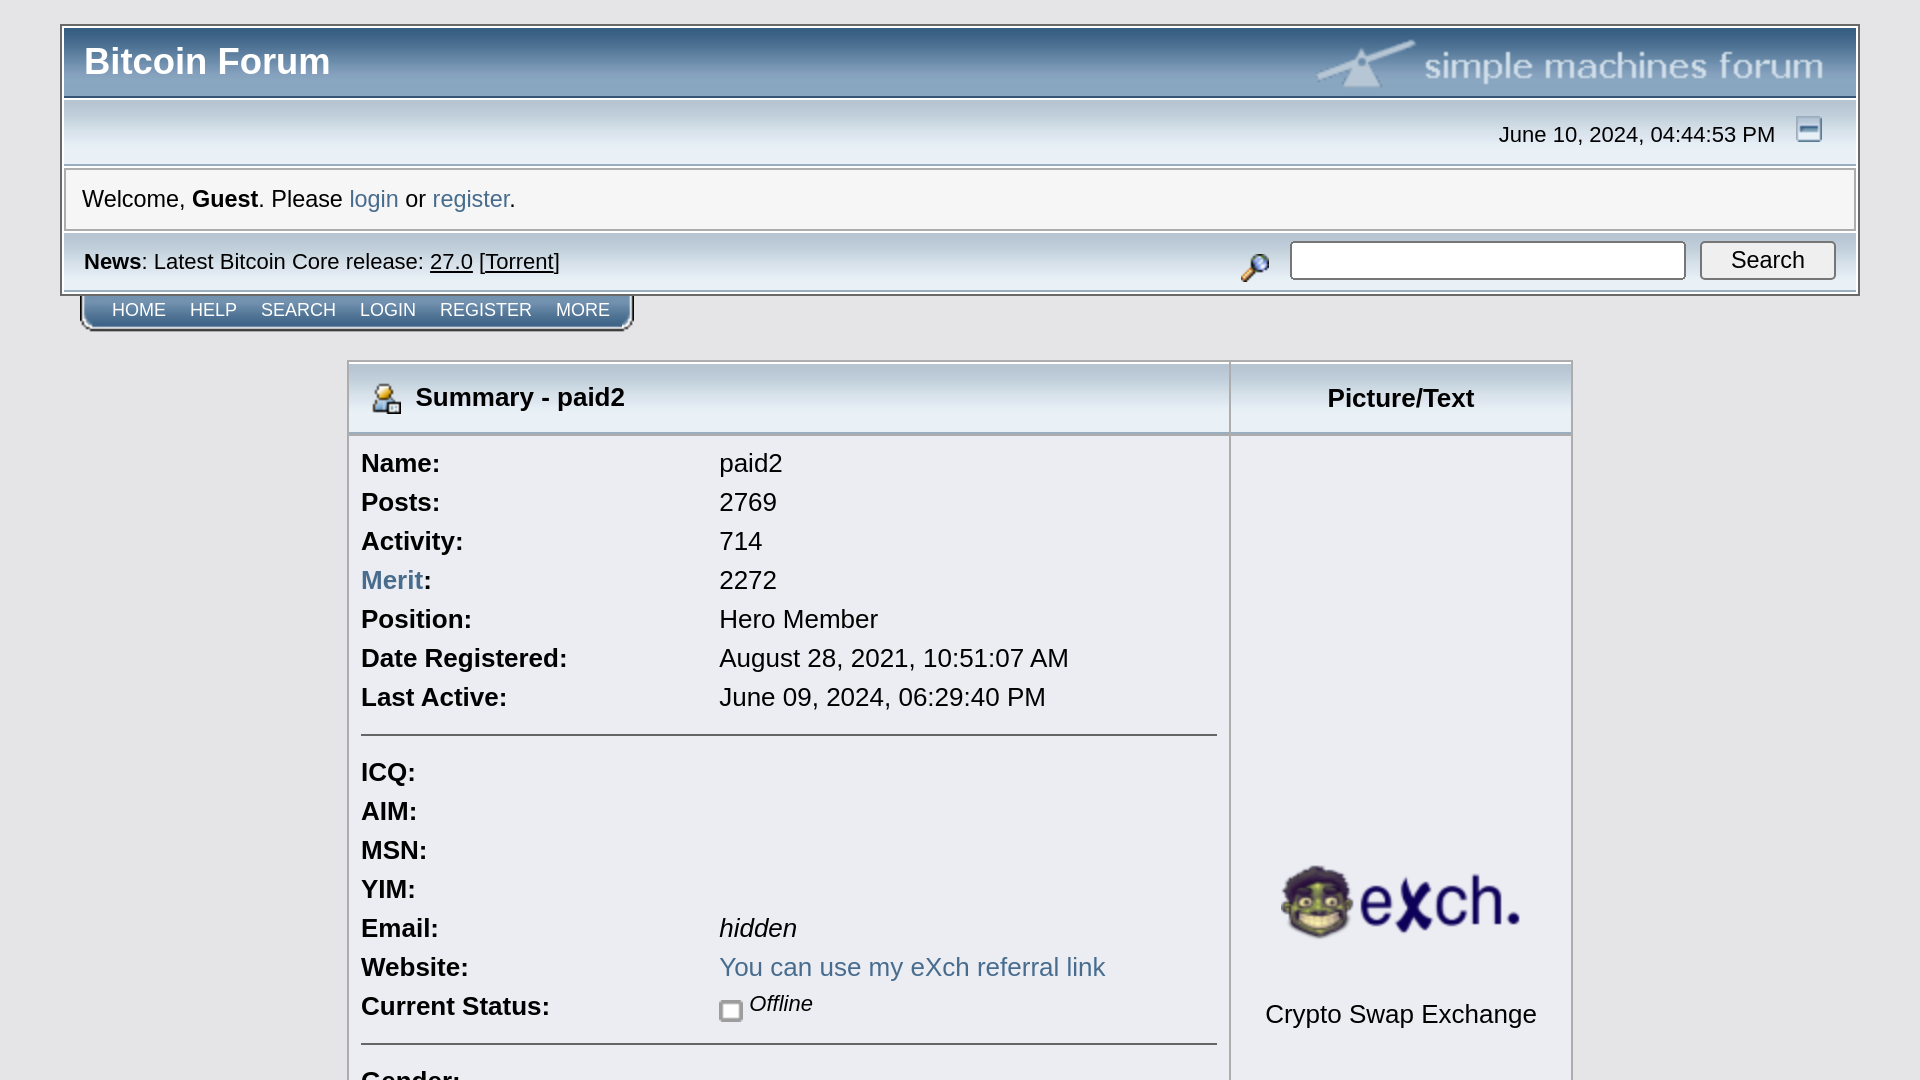 Bitcoin Forum
simple machines forum
June 10, 2024, 04:44:53 PM
Welcome, Guest. Please login or register.
News: Latest Bitcoin Core release: 27.0 [Torrent]
Search
HOME HELP SEARCH LOGIN REGISTER MORE
Summary - paid2
Picture/Text
Name: paid2
Posts: 2769
Activity: 714
Merit: 2272
Position: Hero Member
Date Registered: August 28, 2021, 10:51:07 AM
Last Active: June 09, 2024, 06:29:40 PM
ICQ:
AIM:
MSN:
YIM:
Email: hidden
Website: You can use my eXch referral link
Current Status: Offline
Gender:
eXch.
Crypto Swap Exchange